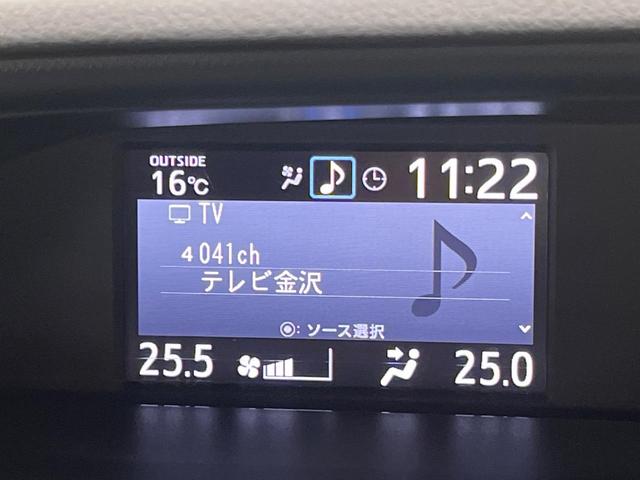 OUTSIDE
16℃ 11:22
TV
4 041ch
テレビ金沢
◉: ソース選択
25.5 25.0